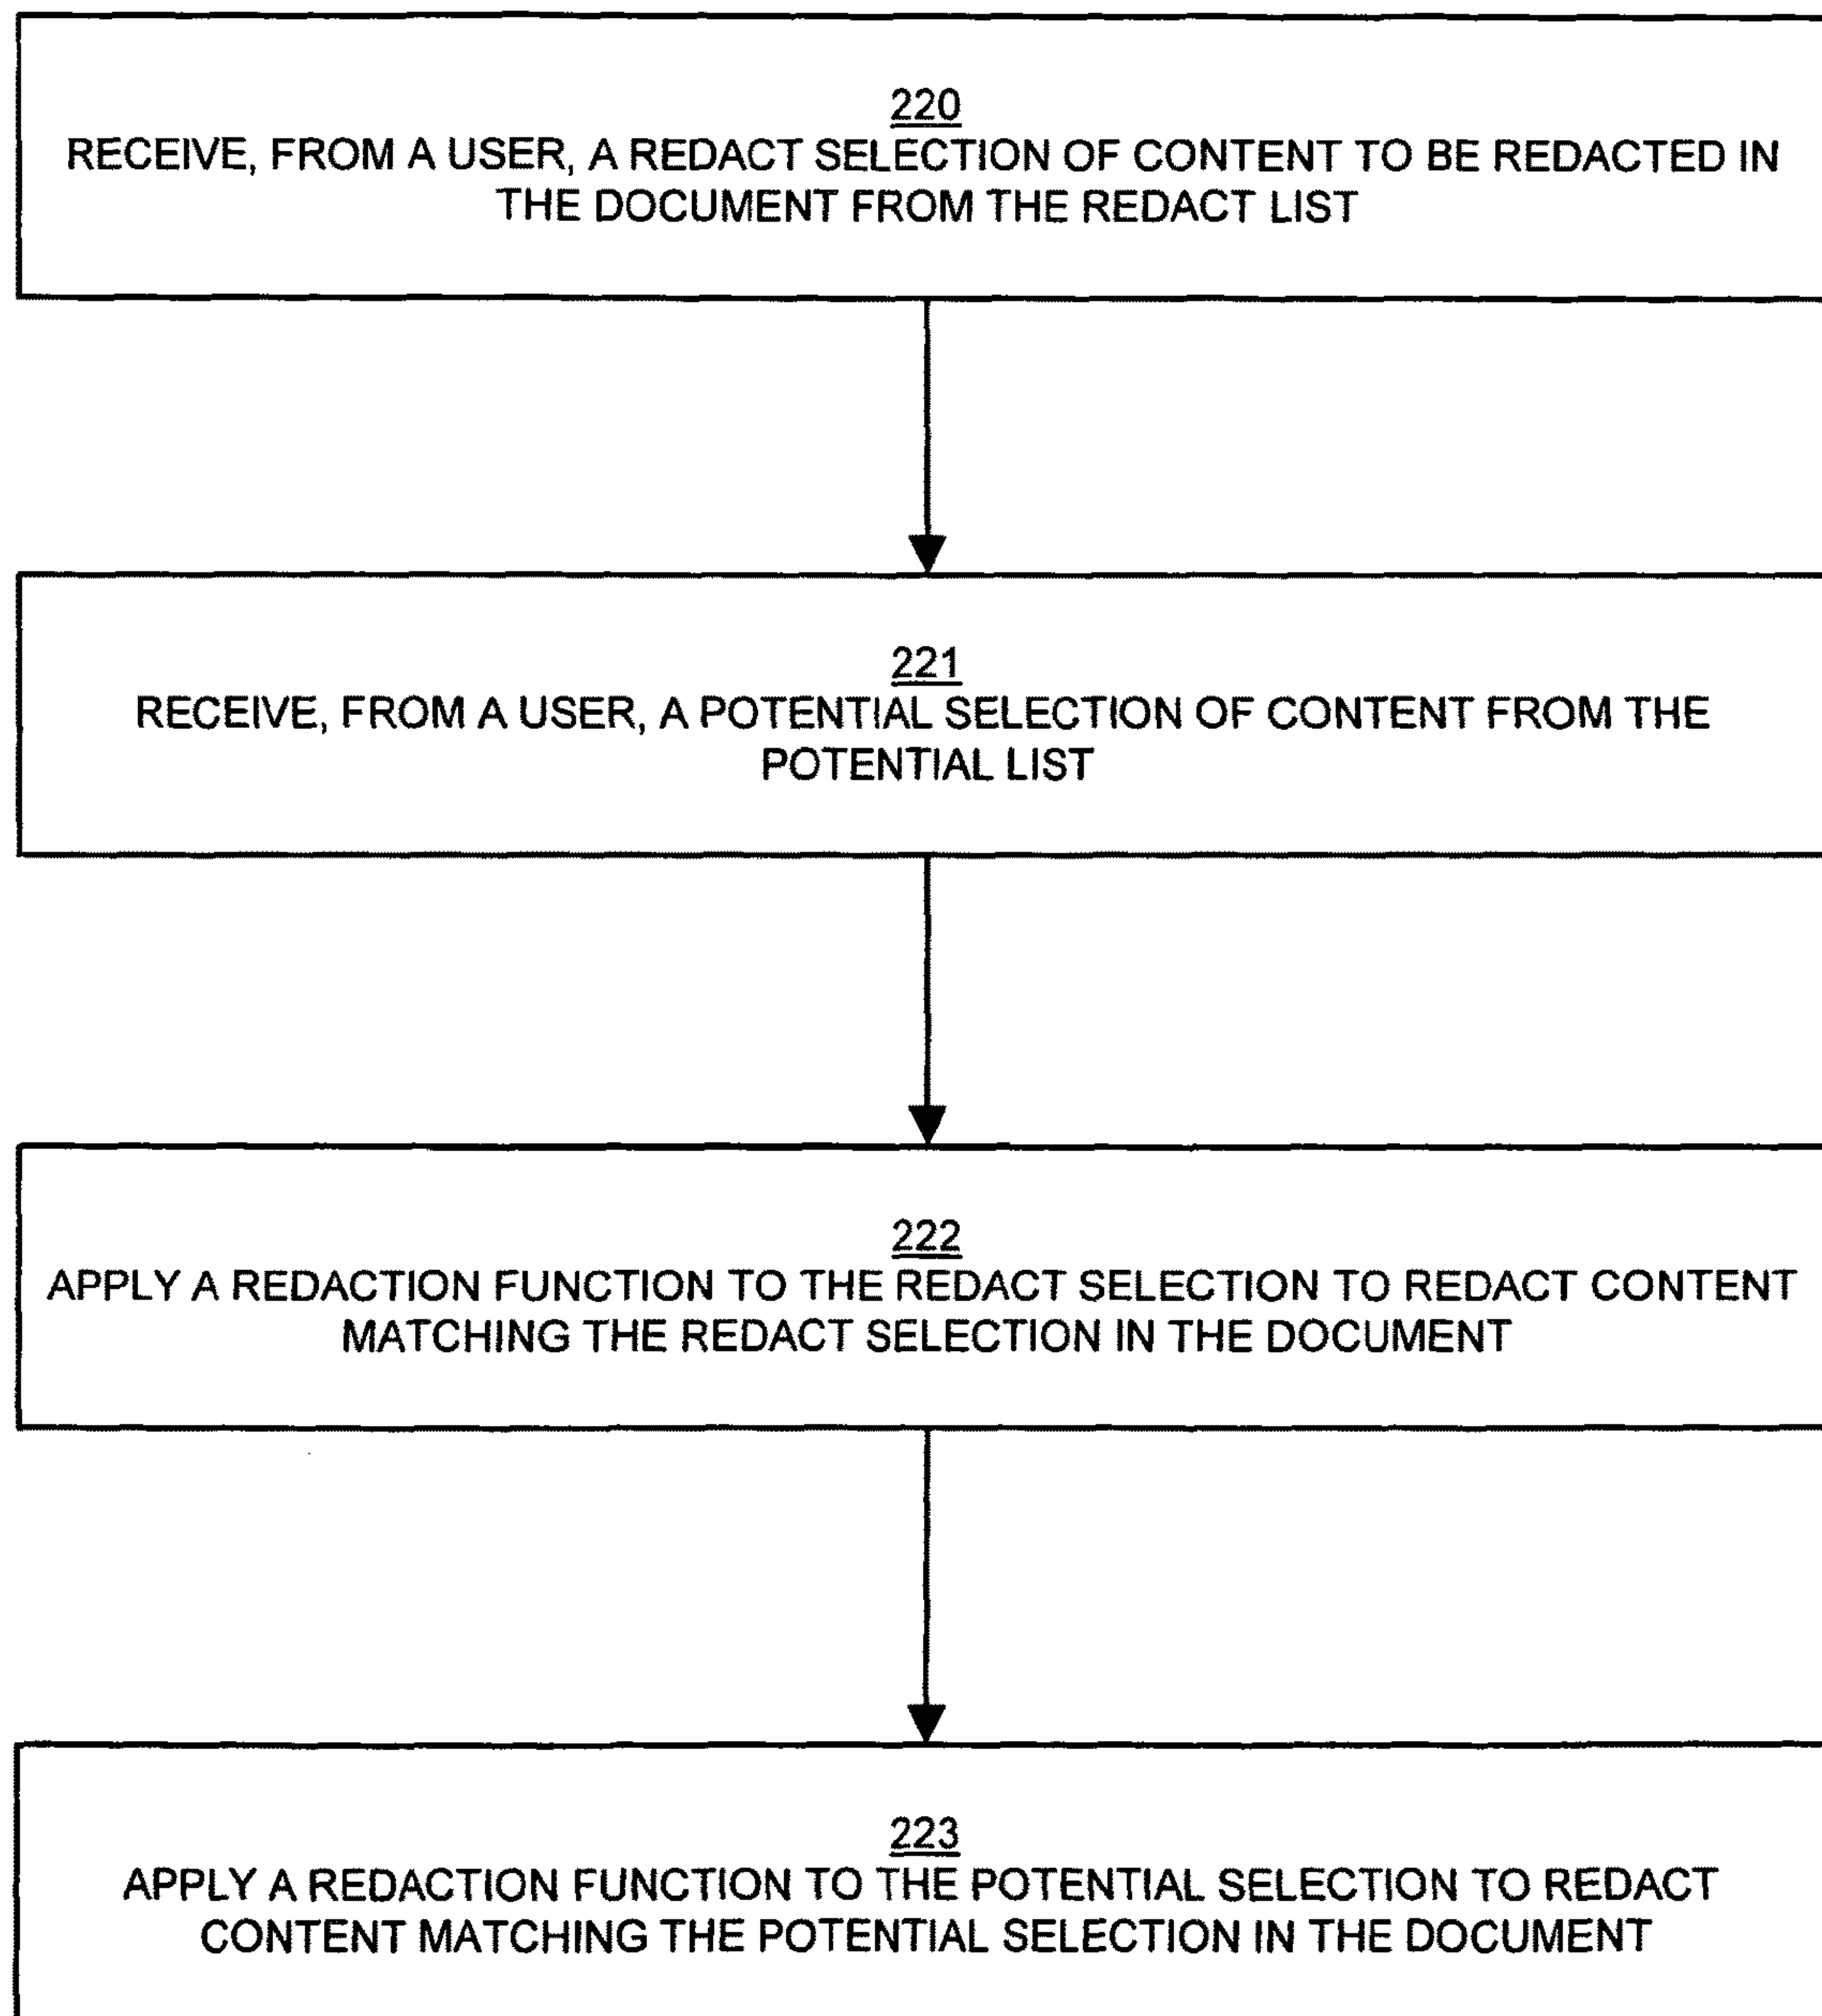 220
RECEIVE, FROM A USER, A REDACT SELECTION OF CONTENT TO BE REDACTED IN
THE DOCUMENT FROM THE REDACT LIST
221
RECEIVE, FROM A USER, A POTENTIAL SELECTION OF CONTENT FROM THE
POTENTIAL LIST
222
APPLY A REDACTION FUNCTION TO THE REDACT SELECTION TO REDACT CONTENT
MATCHING THE REDACT SELECTION IN THE DOCUMENT
223
APPLY A REDACTION FUNCTION TO THE POTENTIAL SELECTION TO REDACT
CONTENT MATCHING THE POTENTIAL SELECTION IN THE DOCUMENT